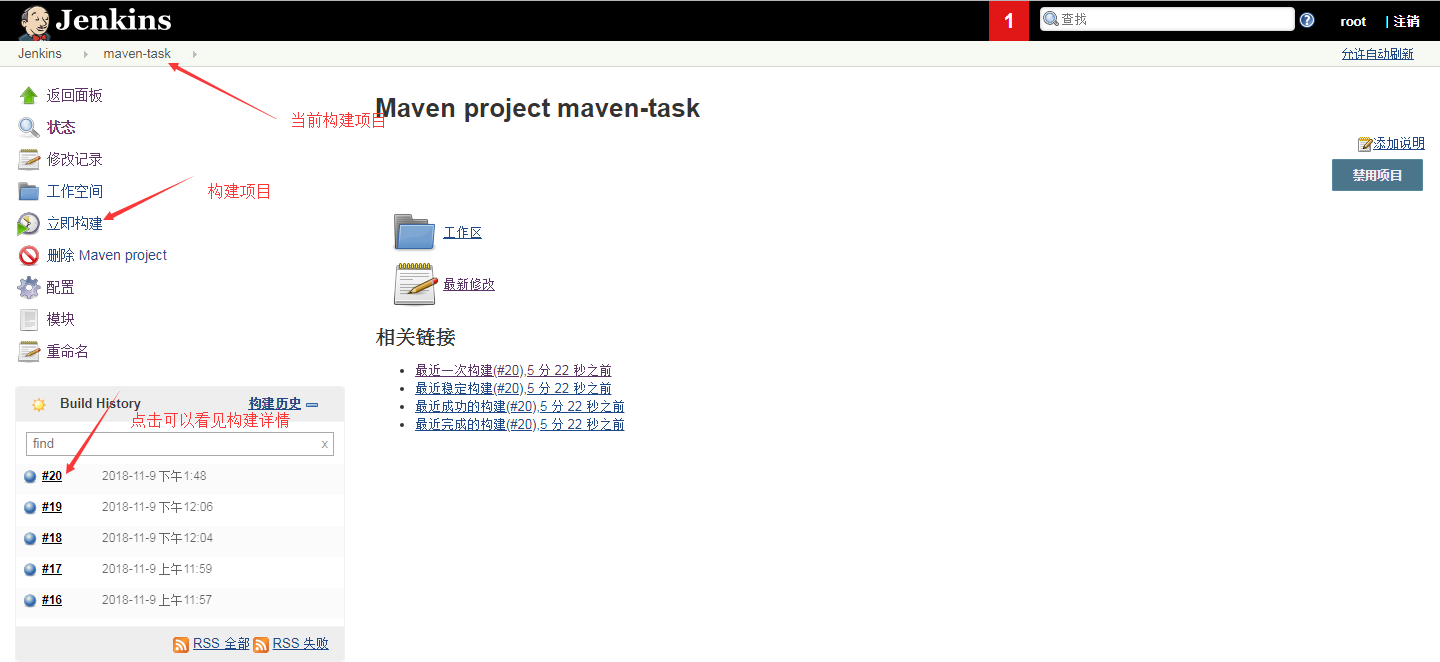 Jenkins
1
查找
root
| 注销
Jenkins
maven-task
允许自动刷新
返回面板
状态
修改记录
工作空间
立即构建
删除 Maven project
配置
模块
重命名
当前构建项目
构建项目
Maven project maven-task
添加说明
禁用项目
工作区
最新修改
相关链接
最近一次构建(#20),5 分 22 秒之前
最近稳定构建(#20),5 分 22 秒之前
最近成功的构建(#20),5 分 22 秒之前
最近完成的构建(#20),5 分 22 秒之前
Build History
构建历史
点击可以看见构建详情
find
x
#20 2018-11-9 下午1:48
#19 2018-11-9 下午12:06
#18 2018-11-9 下午12:04
#17 2018-11-9 上午11:59
#16 2018-11-9 上午11:57
RSS 全部 RSS 失败